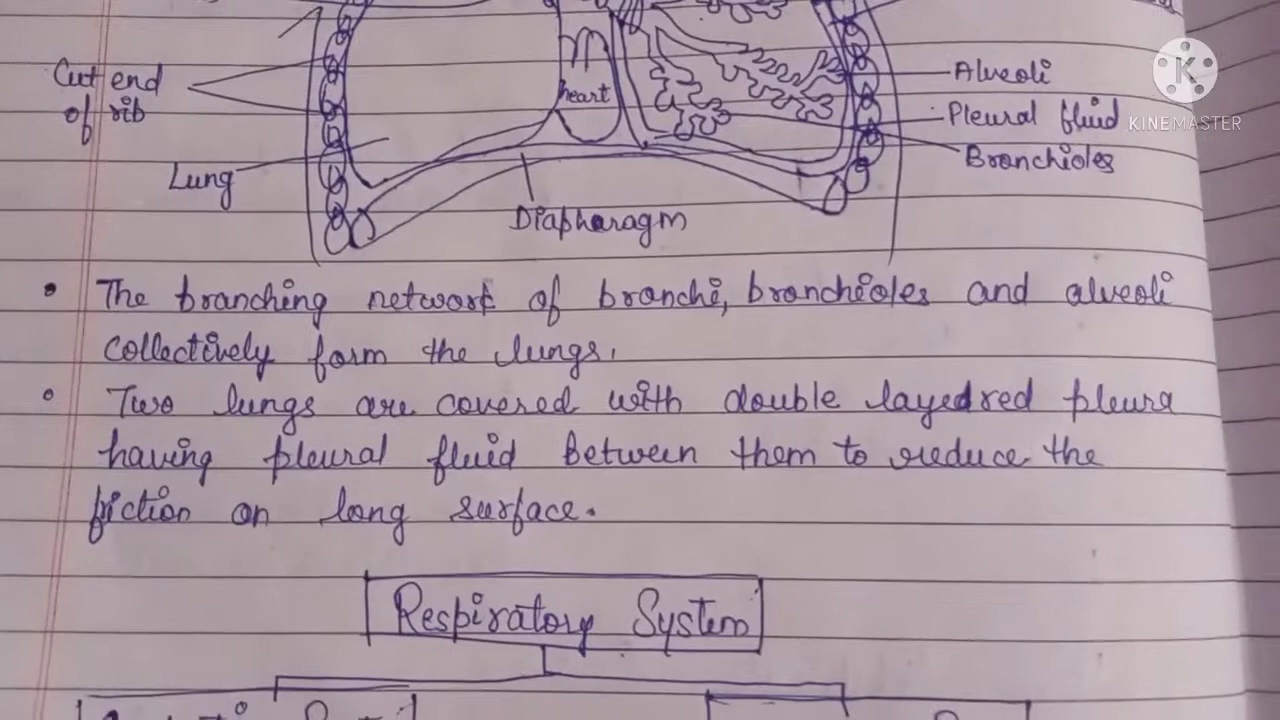 Cut end
of rib
heart
Alveoli
Pleural fluid
KINEMASTER
Bronchioles
Lung
Diapharagm
• The branching network of bronchi, bronchioles and alveoli
collectively form the lungs.
• Two lungs are covered with double layedred pleura
having pleural fluid between them to reduce the
fiction on long surface.
Respiratory System